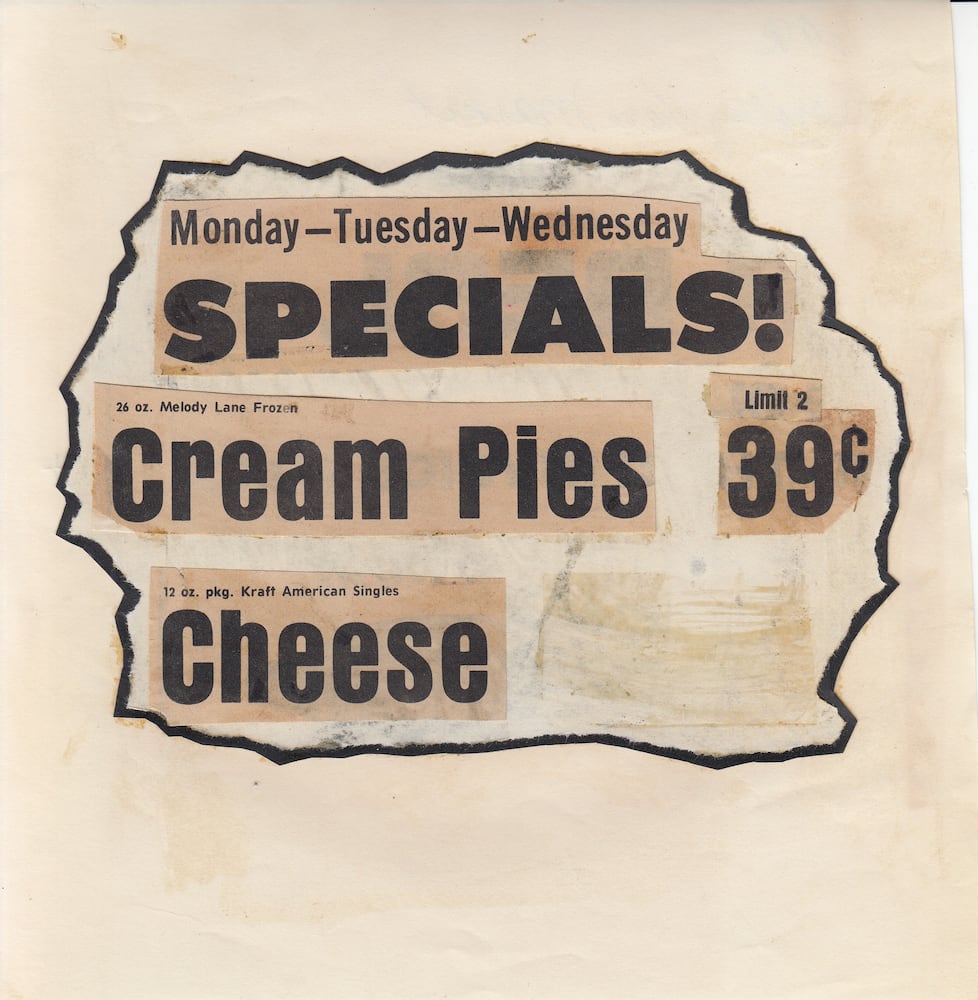 Monday–Tuesday–Wednesday
SPECIALS!
26 oz. Melody Lane Frozen
Cream Pies
Limit 2
39¢
12 oz. pkg. Kraft American Singles
Cheese